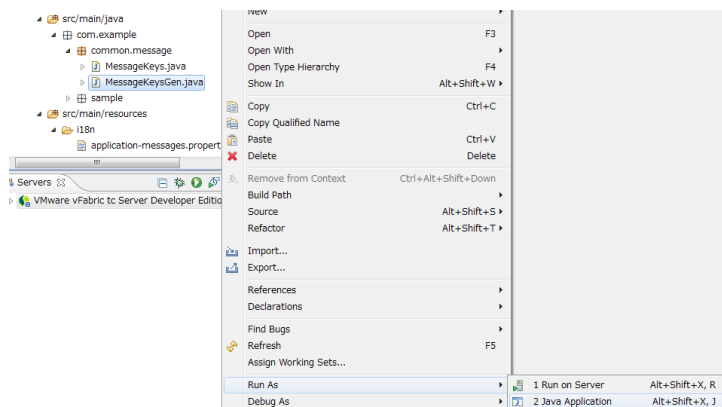 src/main/java
com.example
common.message
MessageKeys.java
MessageKeysGen.java
sample
src/main/resources
i18n
application-messages.propert
Servers
VMware vFabric tc Server Developer Editio
New
Open F3
Open With
Open Type Hierarchy F4
Show In Alt+Shift+W
Copy Ctrl+C
Copy Qualified Name
Paste Ctrl+V
Delete Delete
Remove from Context Ctrl+Alt+Shift+Down
Build Path
Source Alt+Shift+S
Refactor Alt+Shift+T
Import...
Export...
References
Declarations
Find Bugs
Refresh F5
Assign Working Sets...
Run As
Debug As
1 Run on Server Alt+Shift+X, R
2 Java Application Alt+Shift+X, J